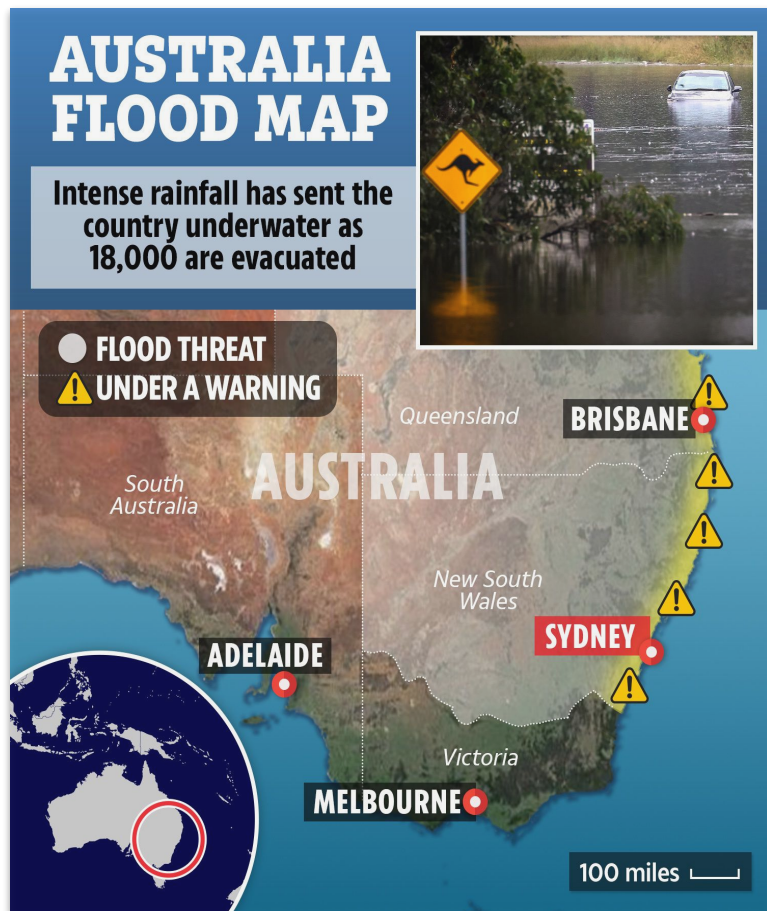 AUSTRALIA
FLOOD MAP
Intense rainfall has sent the
country underwater as
18,000 are evacuated
FLOOD THREAT
UNDER A WARNING
Queensland
BRISBANE
AUSTRALIA
South
Australia
New South
Wales
SYDNEY
ADELAIDE
Victoria
MELBOURNE
100 miles